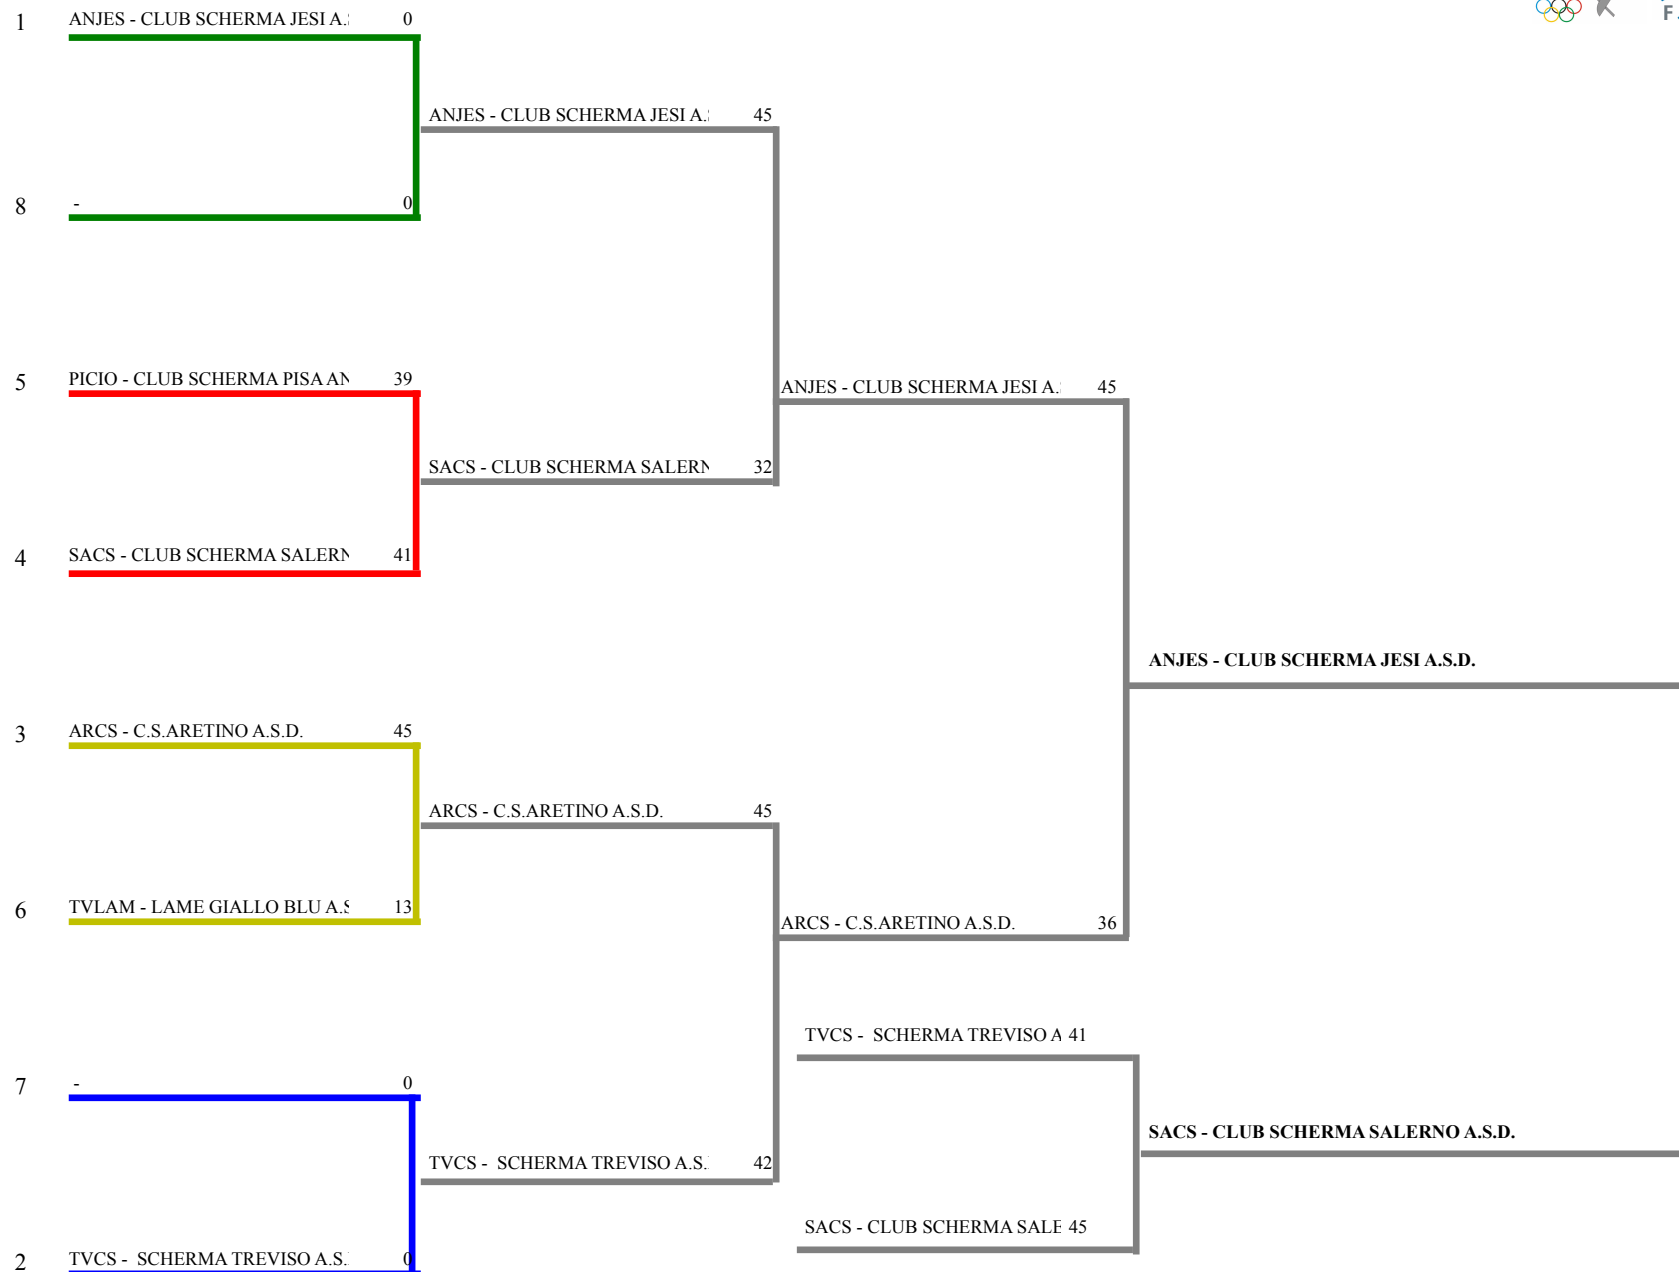 1 ANJES - CLUB SCHERMA JESI A. 0
F
ANJES - CLUB SCHERMA JESI A. 45
8 - 0
5 PICIO - CLUB SCHERMA PISA AN 39
ANJES - CLUB SCHERMA JESI A. 45
SACS - CLUB SCHERMA SALERN 32
4 SACS - CLUB SCHERMA SALERN 41
ANJES - CLUB SCHERMA JESI A.S.D.
3 ARCS - C.S.ARETINO A.S.D. 45
ARCS - C.S.ARETINO A.S.D. 45
6 TVLAM - LAME GIALLO BLU A.S 13
ARCS - C.S.ARETINO A.S.D. 36
TVCS - SCHERMA TREVISO A 41
7 - 0
SACS - CLUB SCHERMA SALERNO A.S.D.
TVCS - SCHERMA TREVISO A.S. 42
SACS - CLUB SCHERMA SALE 45
2 TVCS - SCHERMA TREVISO A.S. 0